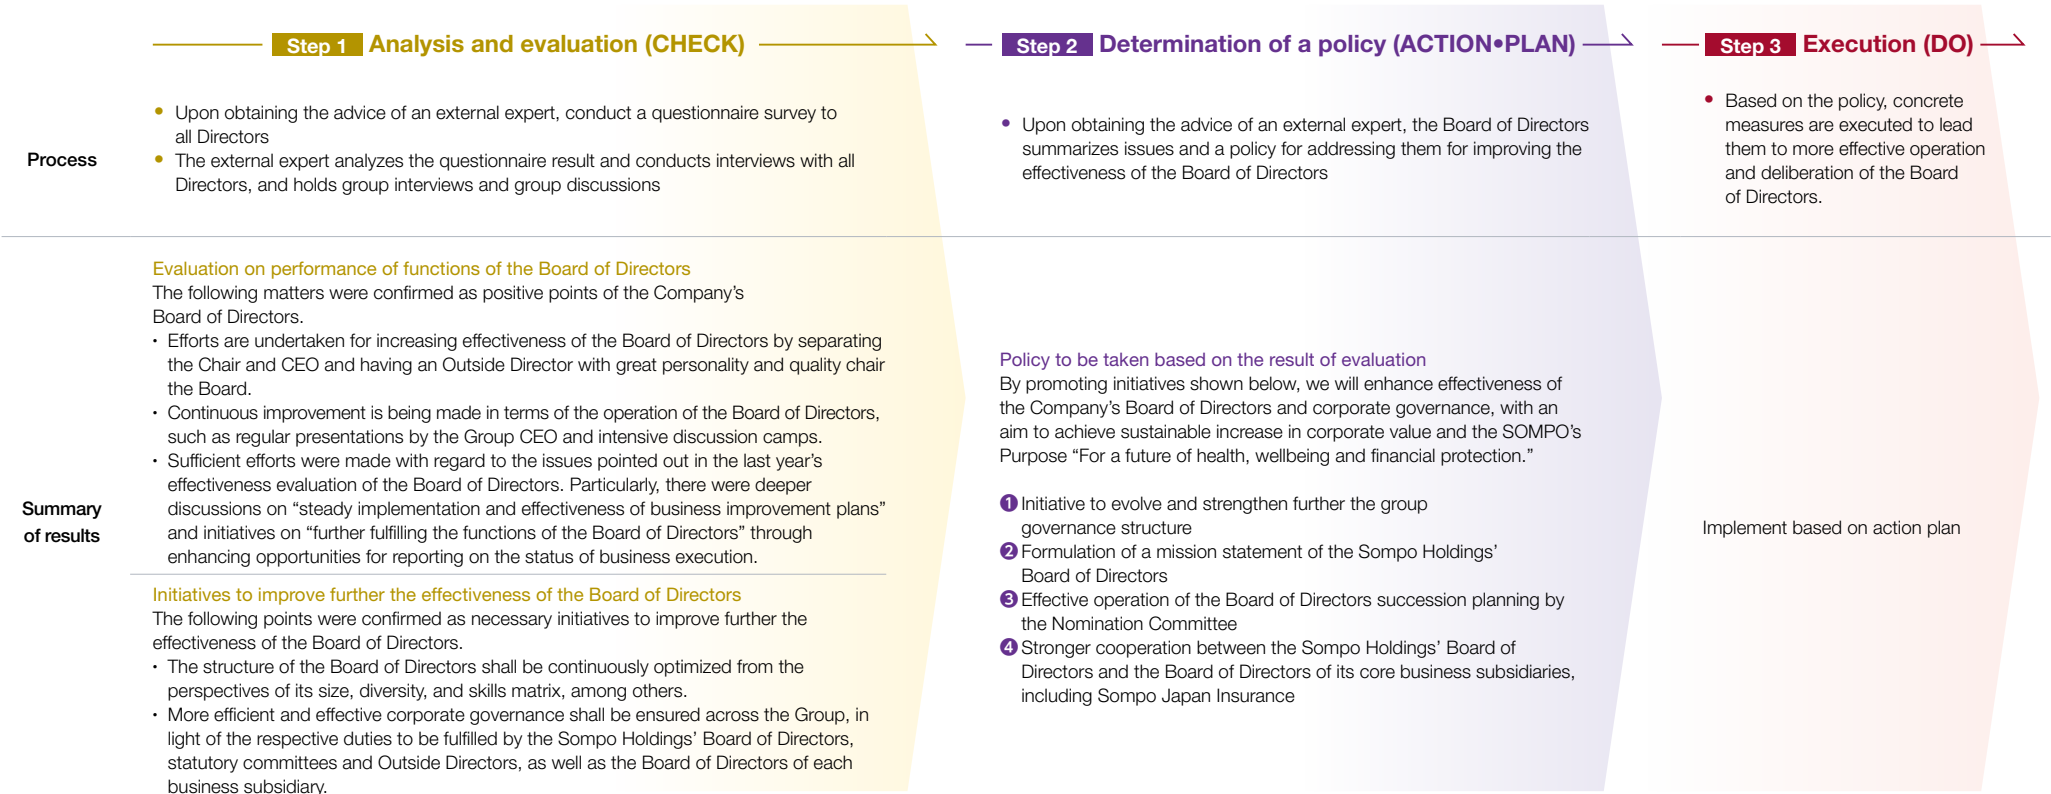 Step 1 Analysis and evaluation (CHECK)
Step 2 Determination of a policy (ACTION•PLAN)
Step 3 Execution (DO)
Process
• Upon obtaining the advice of an external expert, conduct a questionnaire survey to
all Directors
• The external expert analyzes the questionnaire result and conducts interviews with all
Directors, and holds group interviews and group discussions
• Upon obtaining the advice of an external expert, the Board of Directors
summarizes issues and a policy for addressing them for improving the
effectiveness of the Board of Directors
• Based on the policy, concrete
measures are executed to lead
them to more effective operation
and deliberation of the Board
of Directors.
Summary
of results
Evaluation on performance of functions of the Board of Directors
The following matters were confirmed as positive points of the Company’s
Board of Directors.
・ Efforts are undertaken for increasing effectiveness of the Board of Directors by separating
the Chair and CEO and having an Outside Director with great personality and quality chair
the Board.
・ Continuous improvement is being made in terms of the operation of the Board of Directors,
such as regular presentations by the Group CEO and intensive discussion camps.
・ Sufficient efforts were made with regard to the issues pointed out in the last year’s
effectiveness evaluation of the Board of Directors. Particularly, there were deeper
discussions on “steady implementation and effectiveness of business improvement plans”
and initiatives on “further fulfilling the functions of the Board of Directors” through
enhancing opportunities for reporting on the status of business execution.
Initiatives to improve further the effectiveness of the Board of Directors
The following points were confirmed as necessary initiatives to improve further the
effectiveness of the Board of Directors.
・ The structure of the Board of Directors shall be continuously optimized from the
perspectives of its size, diversity, and skills matrix, among others.
・ More efficient and effective corporate governance shall be ensured across the Group, in
light of the respective duties to be fulfilled by the Sompo Holdings’ Board of Directors,
statutory committees and Outside Directors, as well as the Board of Directors of each
business subsidiary.
Policy to be taken based on the result of evaluation
By promoting initiatives shown below, we will enhance effectiveness of
the Company’s Board of Directors and corporate governance, with an
aim to achieve sustainable increase in corporate value and the SOMPO’s
Purpose “For a future of health, wellbeing and financial protection.”
❶ Initiative to evolve and strengthen further the group
governance structure
❷ Formulation of a mission statement of the Sompo Holdings’
Board of Directors
❸ Effective operation of the Board of Directors succession planning by
the Nomination Committee
❹ Stronger cooperation between the Sompo Holdings’ Board of
Directors and the Board of Directors of its core business subsidiaries,
including Sompo Japan Insurance
Implement based on action plan